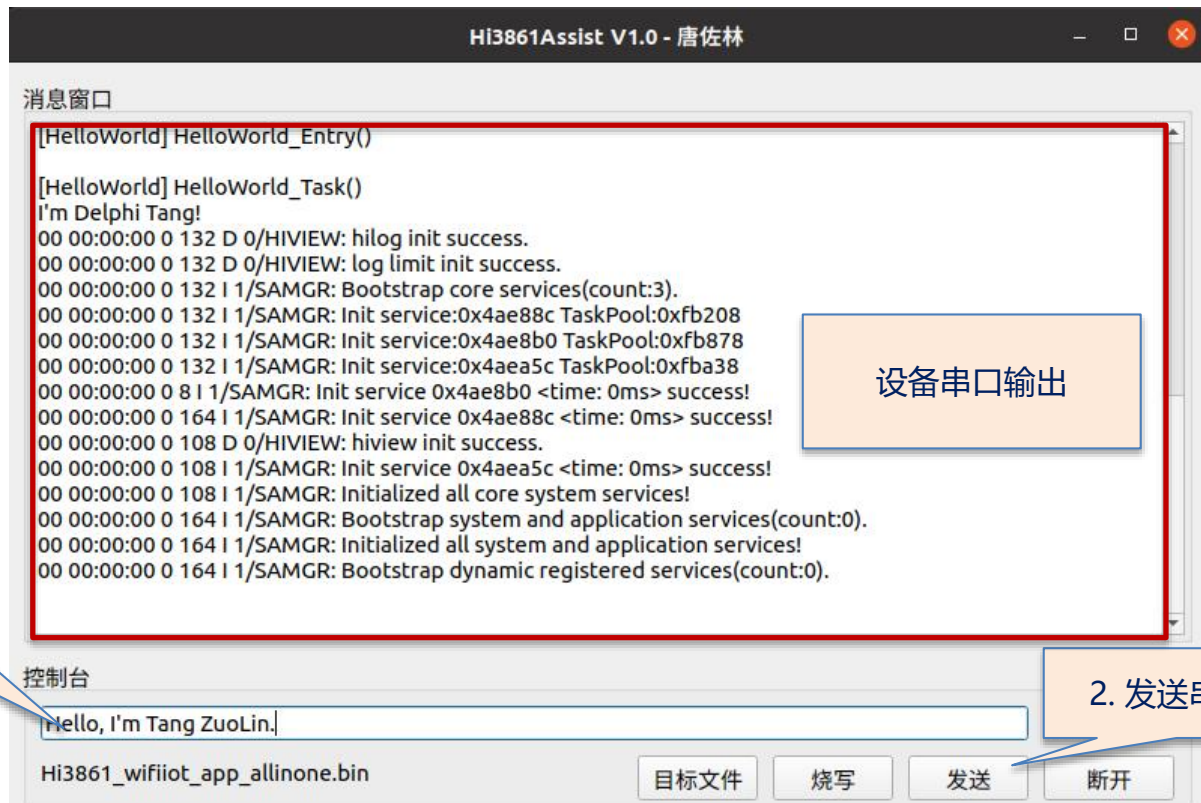 Hi3861Assist V1.0 - 唐佐林
消息窗口
[HelloWorld] HelloWorld_Entry()
[HelloWorld] HelloWorld_Task()
I'm Delphi Tang!
00 00:00:00 0 132 D 0/HIVIEW: hilog init success.
00 00:00:00 0 132 D 0/HIVIEW: log limit init success.
00 00:00:00 0 132 I 1/SAMGR: Bootstrap core services(count:3).
00 00:00:00 0 132 I 1/SAMGR: Init service:0x4ae88c TaskPool:0xfb208
00 00:00:00 0 132 I 1/SAMGR: Init service:0x4ae8b0 TaskPool:0xfb878
00 00:00:00 0 132 I 1/SAMGR: Init service:0x4aea5c TaskPool:0xfba38
00 00:00:00 0 8 I 1/SAMGR: Init service 0x4ae8b0 <time: 0ms> success!
00 00:00:00 0 164 I 1/SAMGR: Init service 0x4ae88c <time: 0ms> success!
00 00:00:00 0 108 D 0/HIVIEW: hiview init success.
00 00:00:00 0 108 I 1/SAMGR: Init service 0x4aea5c <time: 0ms> success!
00 00:00:00 0 108 I 1/SAMGR: Initialized all core system services!
00 00:00:00 0 164 I 1/SAMGR: Bootstrap system and application services(count:0).
00 00:00:00 0 164 I 1/SAMGR: Initialized all system and application services!
00 00:00:00 0 164 I 1/SAMGR: Bootstrap dynamic registered services(count:0).
设备串口输出
控制台
2. 发送
Hello, I'm Tang ZuoLin.
Hi3861_wifiiot_app_allinone.bin
目标文件
烧写
发送
断开